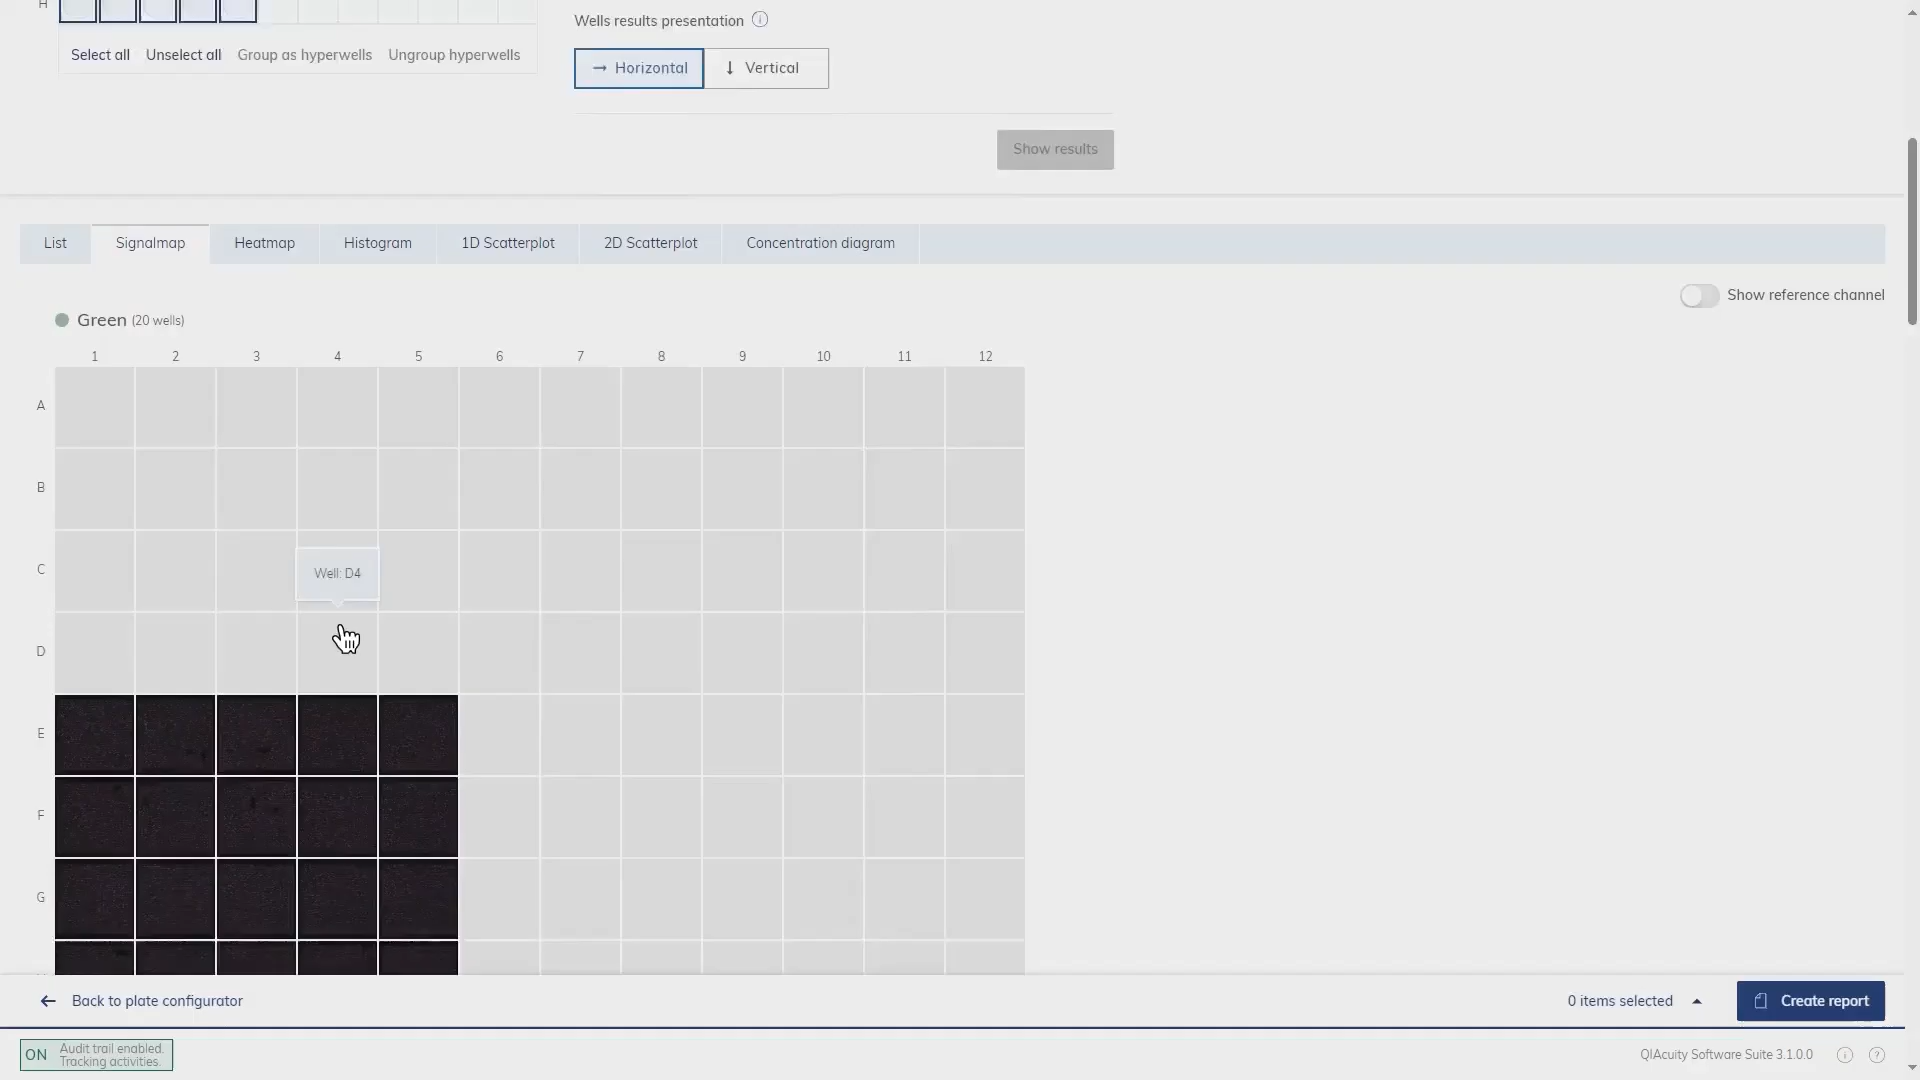 H
Wells results presentation
Select all Unselect all Group as hyperwells Ungroup hyperwells
Horizontal Vertical
Show results
List Signalmap Heatmap Histogram 1D Scatterplot 2D Scatterplot Concentration diagram
Show reference channel
Green (20 wells)
1 2 3 4 5 6 7 8 9 10 11 12
A
B
C
Well: D4
D
E
F
G
Back to plate configurator
0 items selected
Create report
ON Audit trail enabled.
Tracking activities.
QIAcuity Software Suite 3.1.0.0